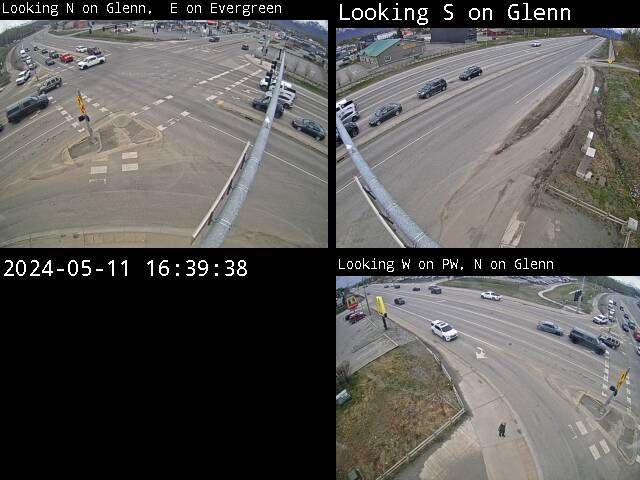 Looking N on Glenn,  E on Evergreen
Looking S on Glenn
2024-05-11 16:39:38
Looking W on PW, N on Glenn